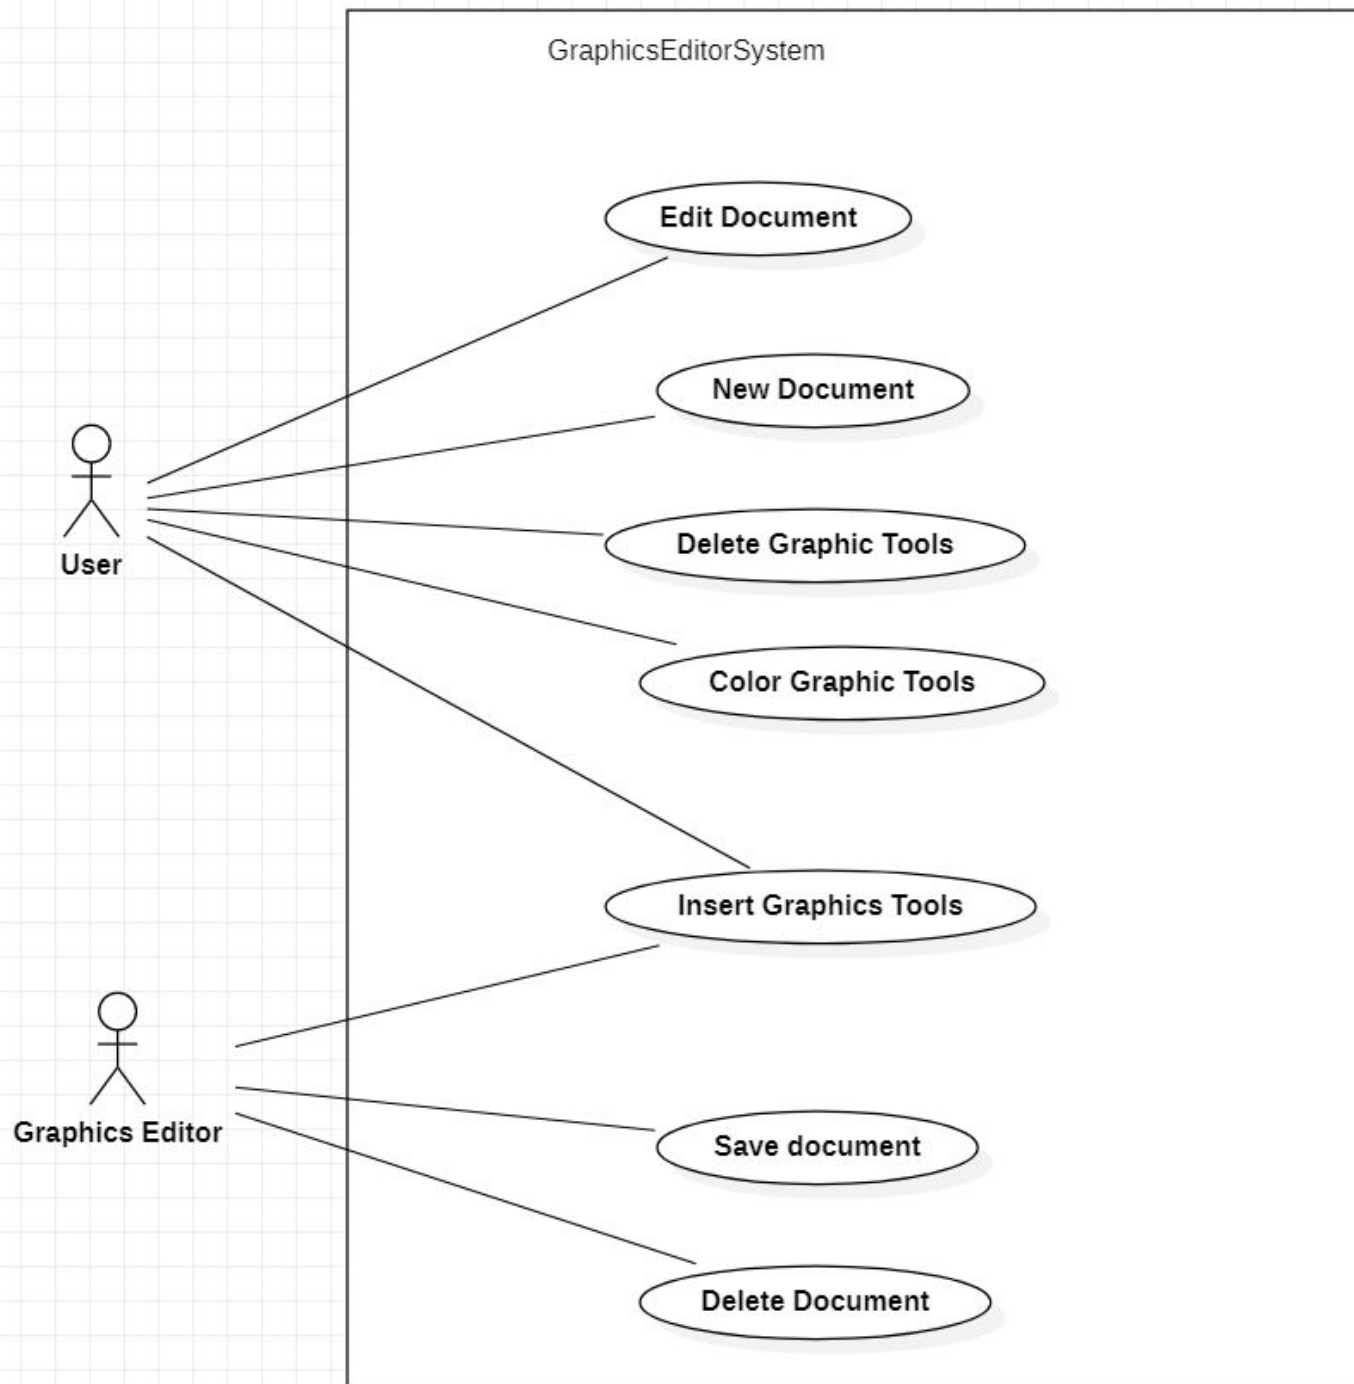 GraphicsEditorSystem
Edit Document
New Document
Delete Graphic Tools
User
Color Graphic Tools
Insert Graphics Tools
Graphics Editor
Save document
Delete Document